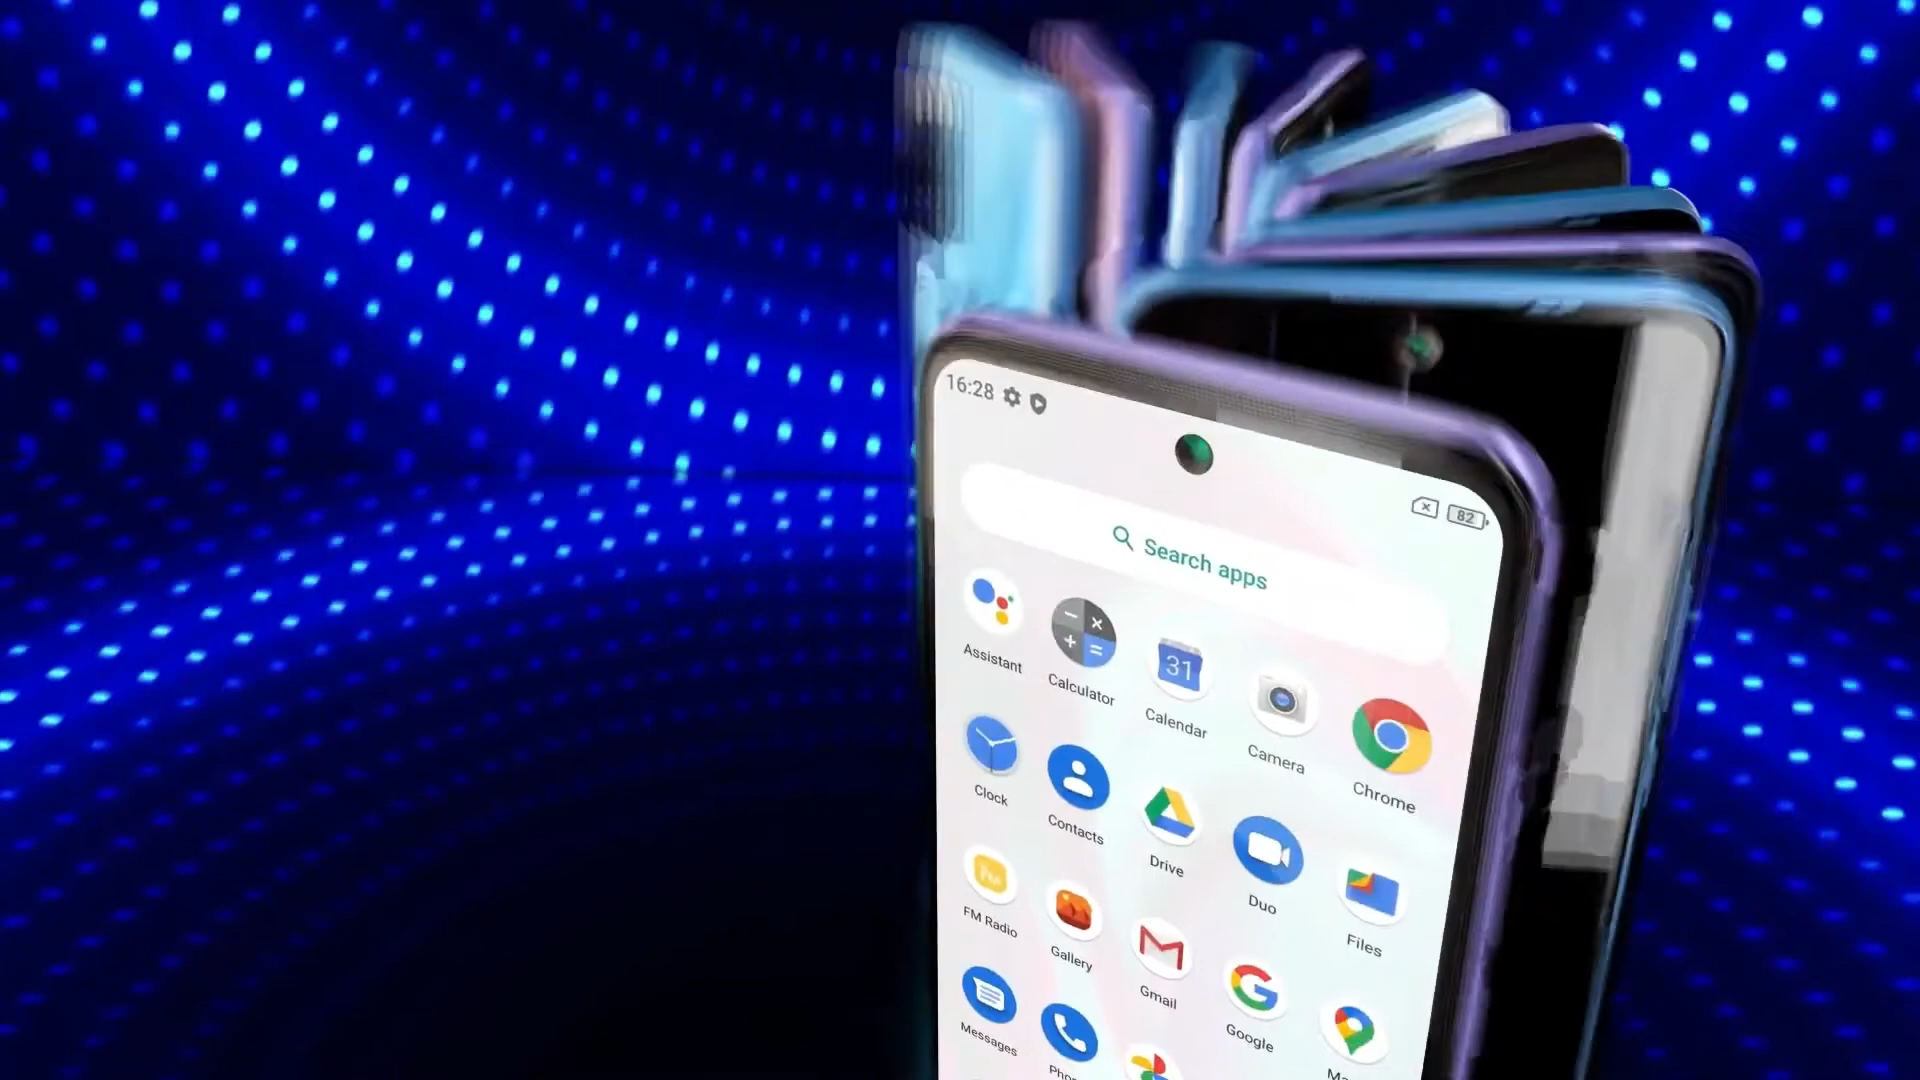 16:28
82
Search apps
Assistant
Calculator
31
Calendar
Camera
Chrome
Clock
Contacts
Drive
Duo
Files
FM Radio
Gallery
Gmail
Google
Messages